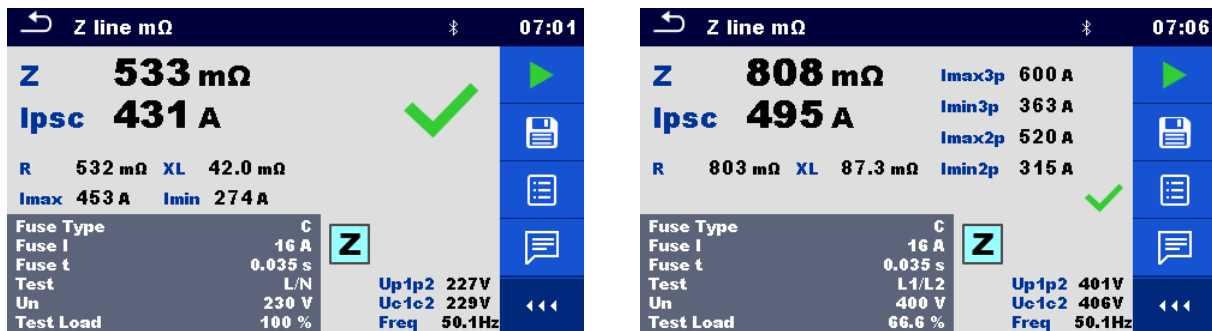 Z line mΩ 07:01
Z 533 mΩ
Ipsc 431 A
R 532 mΩ XL 42.0 mΩ
Imax 453 A Imin 274 A
Fuse Type C
Fuse I 16 A
Fuse t 0.035 s
Test L/N
Un 230 V
Test Load 100 %
Z
Up1p2 227V
Uc1c2 229V
Freq 50.1Hz
Z line mΩ 07:06
Z 808 mΩ
Ipsc 495 A
Imax3p 600 A
Imin3p 363 A
Imax2p 520 A
R 803 mΩ XL 87.3 mΩ Imin2p 315 A
Fuse Type C
Fuse I 16 A
Fuse t 0.035 s
Test L1/L2
Un 400 V
Test Load 66.6 %
Z
Up1p2 401V
Uc1c2 406V
Freq 50.1Hz